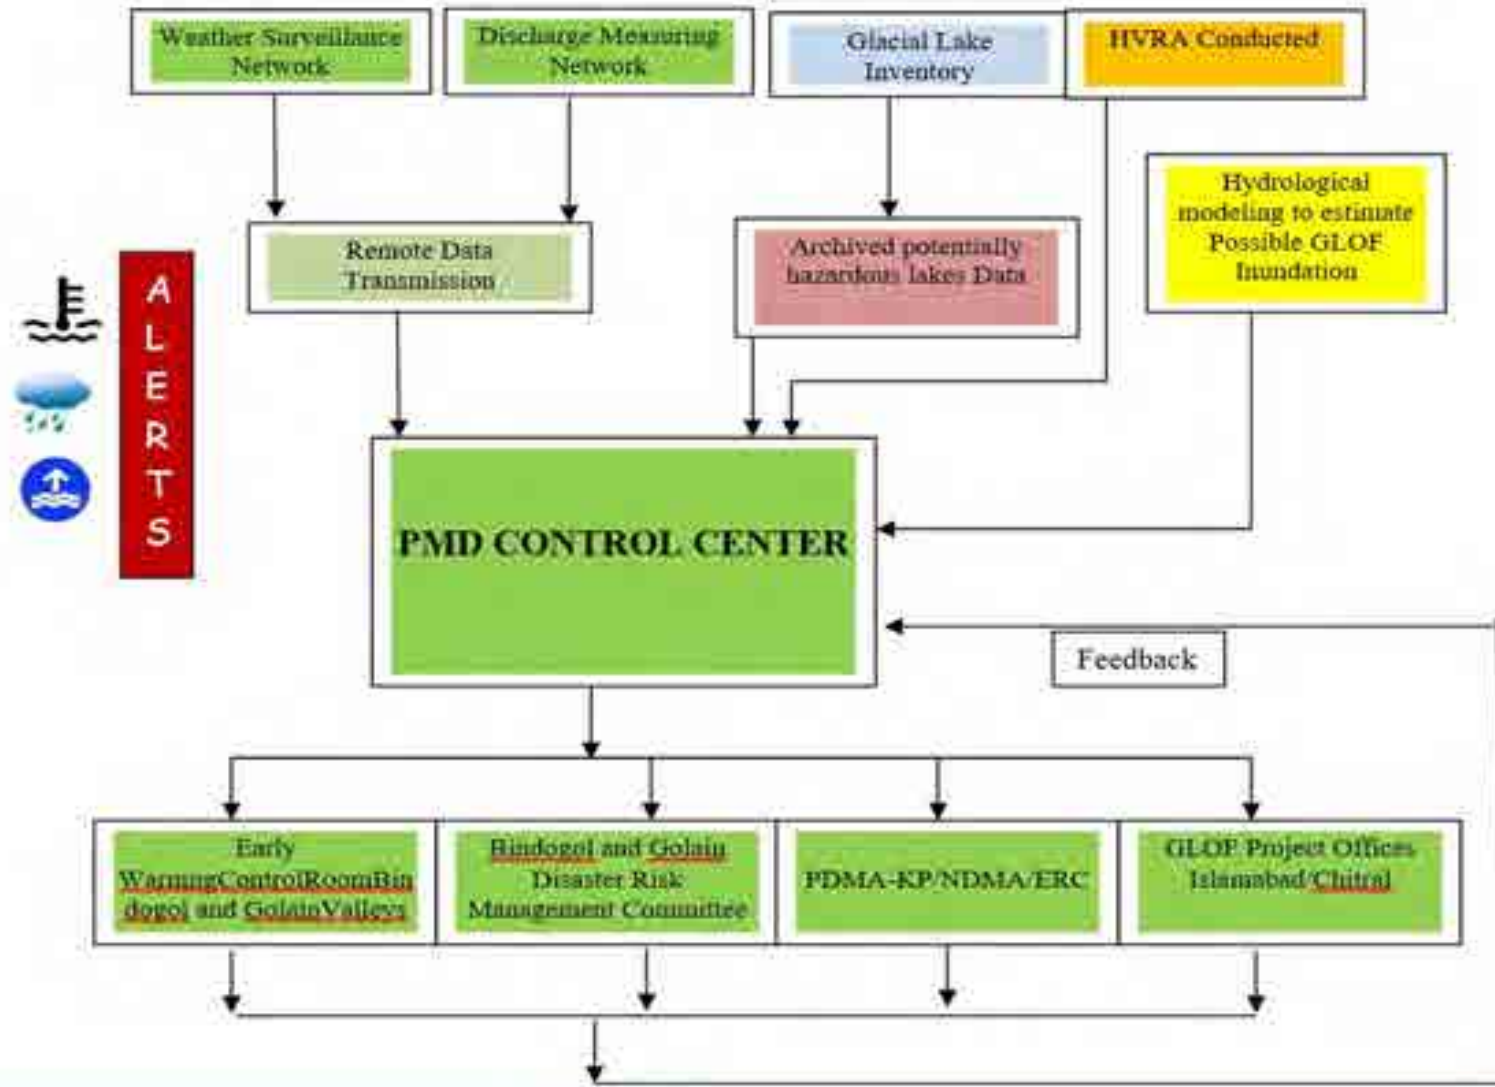 Weather Surveillance
Network
Discharge Measuring
Network
Glacial Lake
Inventory
HVRA Conducted
Hydrological
modeling to estimate
Possible GLOF
Inundation
Remote Data
Transmission
Archived potentially
hazardous lakes Data
A
L
E
R
T
S
PMD CONTROL CENTER
Feedback
Early
WarningControlRoomBin
dogol and GolainValleys
Bindogol and Golain
Disaster Risk
Management Committee
PDMA-KP/NDMA/ERC
GLOF Project Offices
Islamabad/Chitral